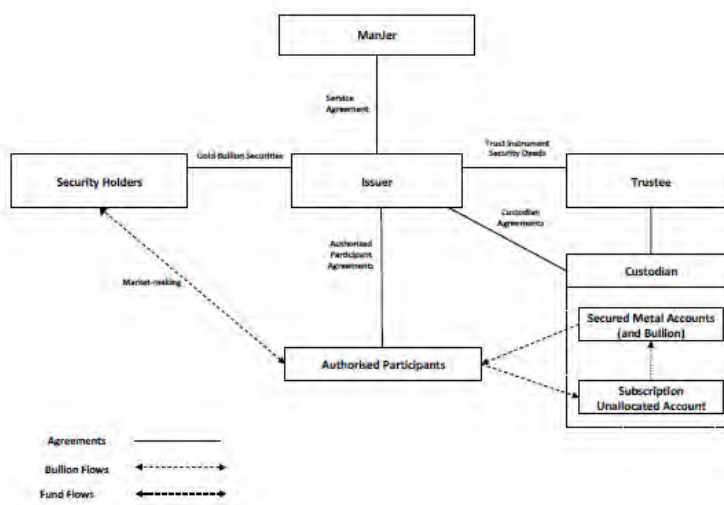 ManJer
Service
Agreement
Gold Bullion Securities
Trust Instrument
Security Deeds
Security Holders
Issuer
Trustee
Custodian
Agreements
Authorised
Participant
Agreements
Custodian
Market-making
Secured Metal Accounts
(and Bullion)
Authorised Participants
Subscription
Unallocated Account
Agreements
Bullion Flows
Fund Flows